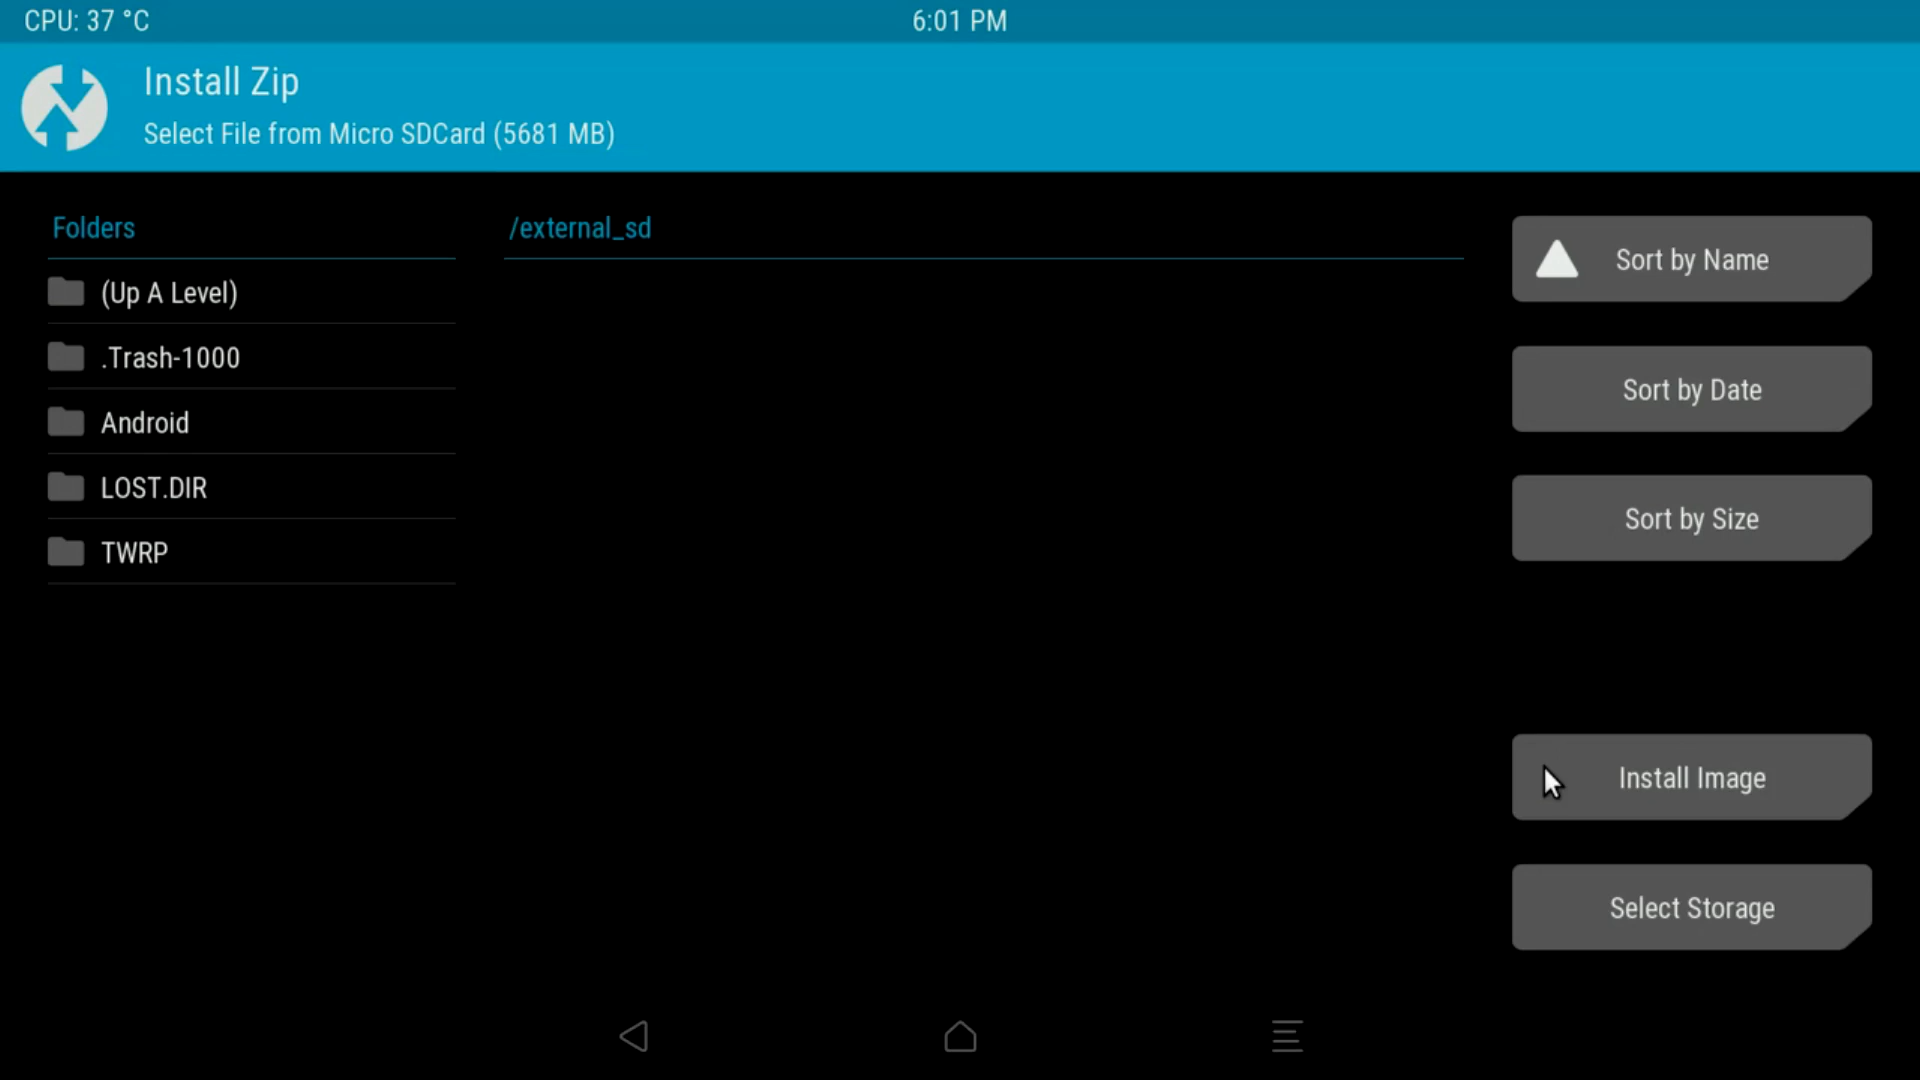 CPU: 37 °C
6:01 PM
Install Zip
Select File from Micro SDCard (5681 MB)
Folders
(Up A Level)
.Trash-1000
Android
LOST.DIR
TWRP
/external_sd
Sort by Name
Sort by Date
Sort by Size
Install Image
Select Storage